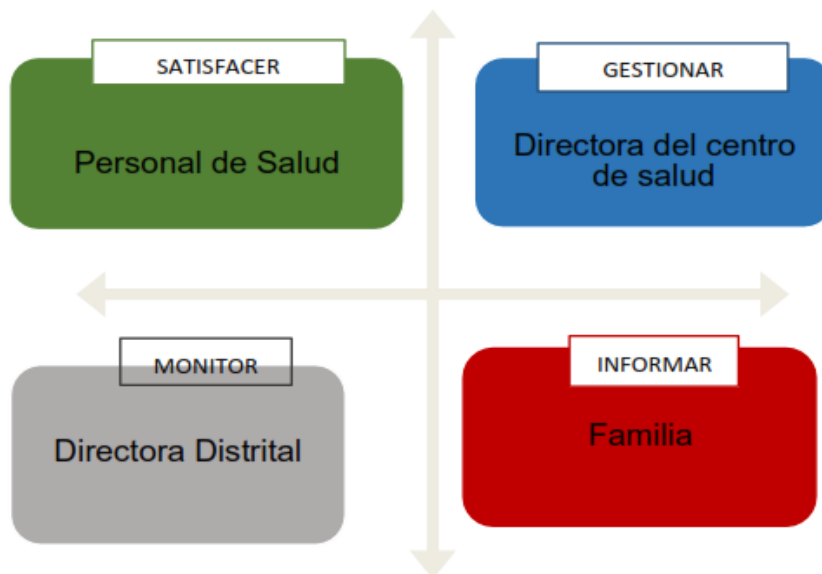 SATISFACER
Personal de Salud
GESTIONAR
Directora del centro
de salud
MONITOR
Directora Distrital
INFORMAR
Familia